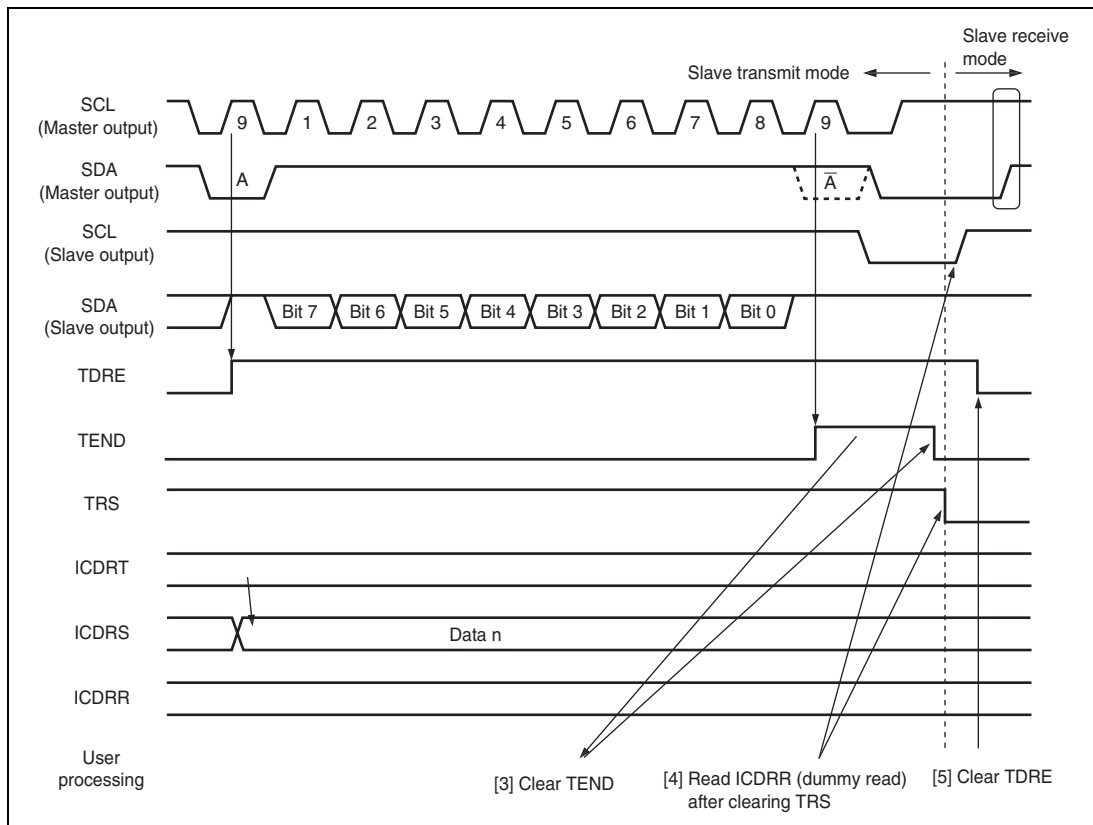 Slave receive
mode
Slave transmit mode
SCL
(Master output)
9 1 2 3 4 5 6 7 8 9
SDA
(Master output)
A A̅
SCL
(Slave output)
SDA
(Slave output)
Bit 7 Bit 6 Bit 5 Bit 4 Bit 3 Bit 2 Bit 1 Bit 0
TDRE
TEND
TRS
ICDRT
ICDRS
Data n
ICDRR
User
processing
[3] Clear TEND
[4] Read ICDRR (dummy read)
after clearing TRS
[5] Clear TDRE